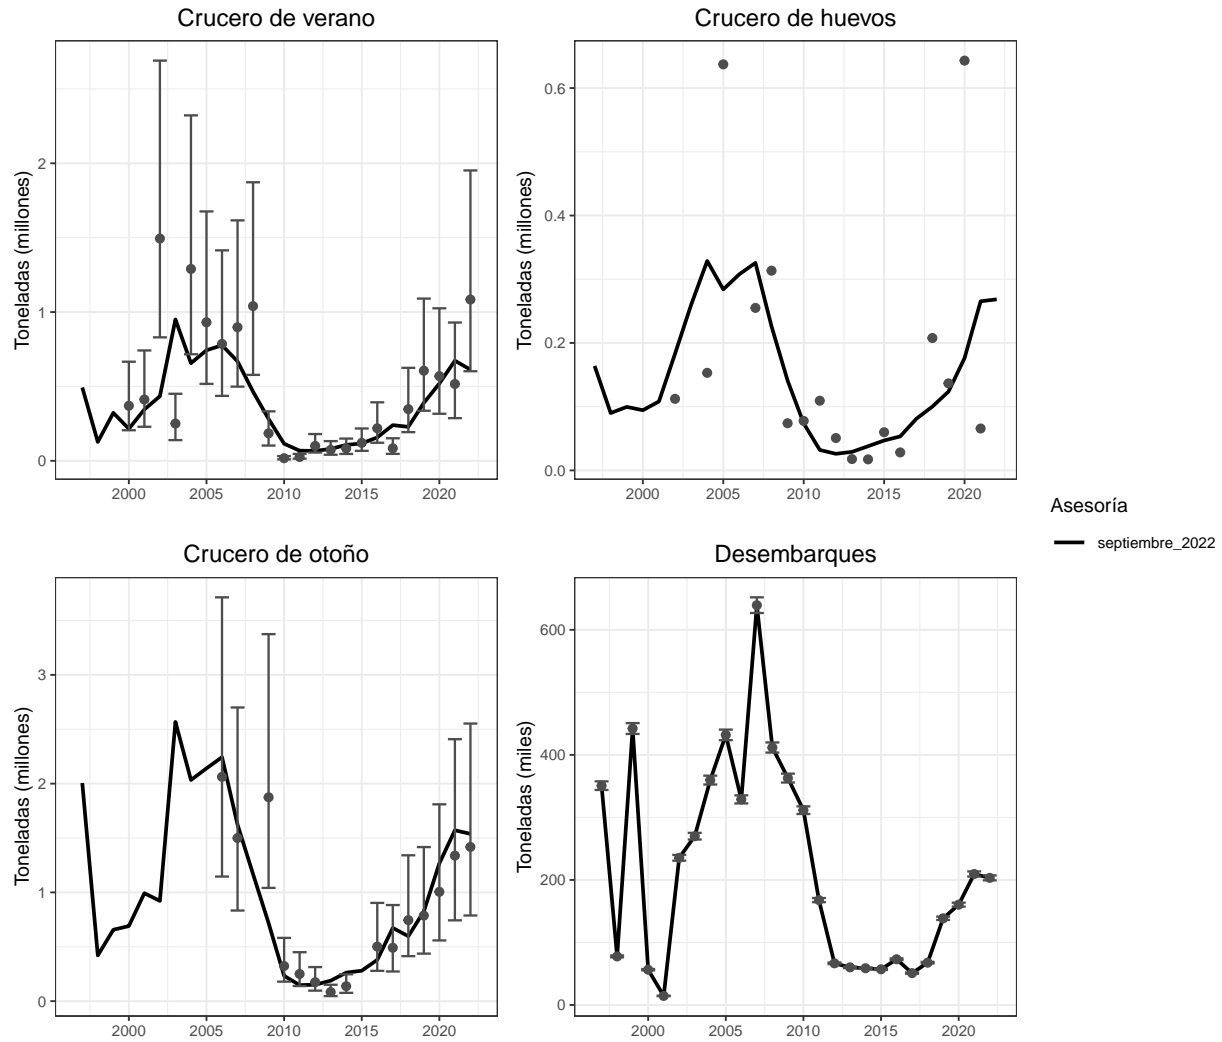 Crucero de verano
Toneladas (millones)
2
1
0
2000 2005 2010 2015 2020
Crucero de huevos
Toneladas (millones)
0.6
0.4
0.2
0.0
2000 2005 2010 2015 2020
Crucero de otoño
Toneladas (millones)
3
2
1
0
2000 2005 2010 2015 2020
Desembarques
Toneladas (miles)
600
400
200
0
2000 2005 2010 2015 2020
Asesoría
septiembre_2022